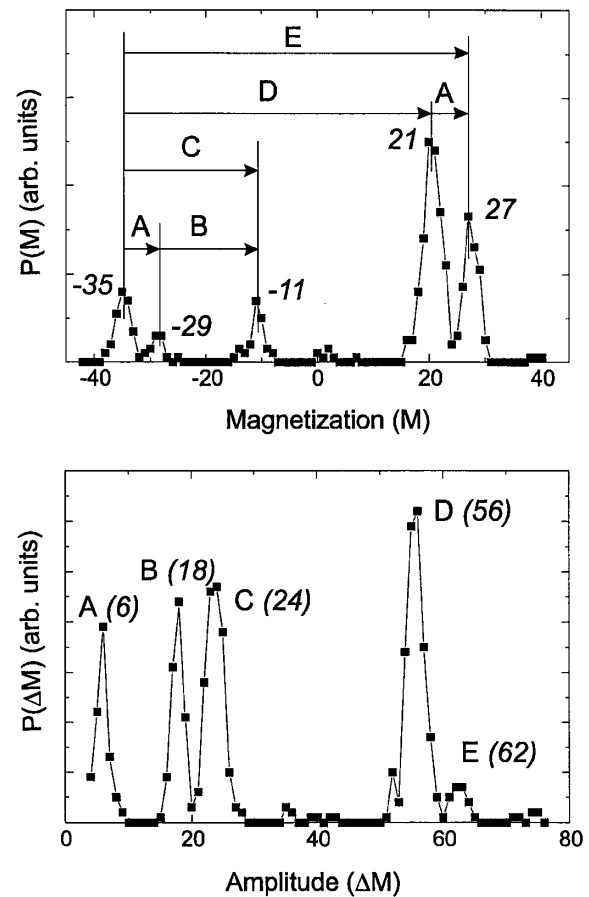 E
D
A
21
C
27
A
B
-35
-11
-29
P(M) (arb. units)
-40 -20 0 20 40
Magnetization (M)
D (56)
B (18)
A (6)
C (24)
E (62)
P(ΔM) (arb. units)
0 20 40 60 80
Amplitude (ΔM)